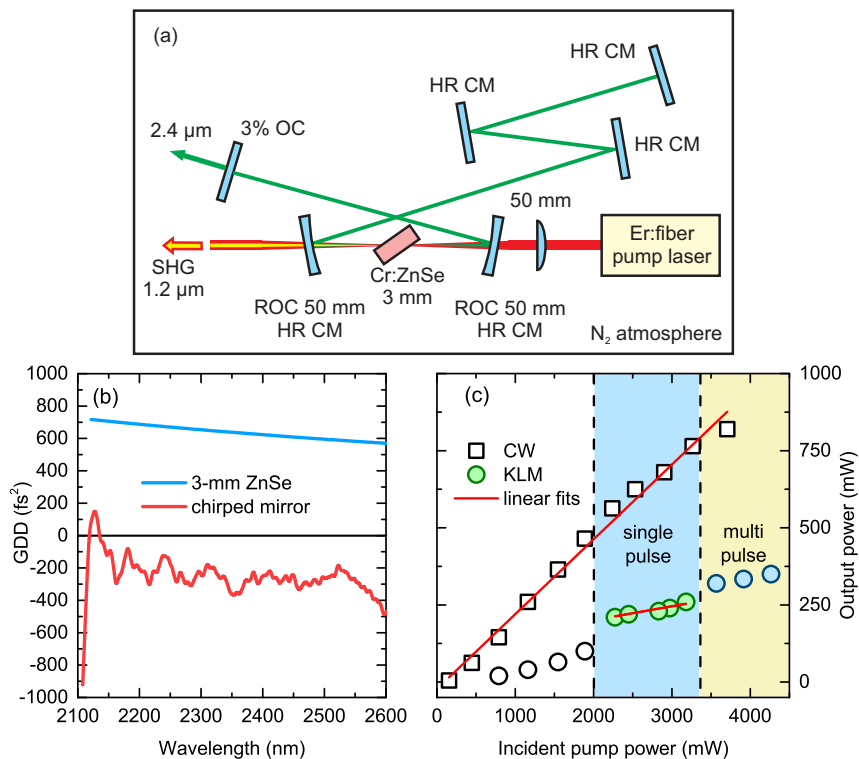 (a)
HR CM
HR CM
HR CM
3% OC
2.4 µm
50 mm
Er:fiber
pump laser
SHG
1.2 µm
Cr:ZnSe
3 mm
ROC 50 mm
HR CM
ROC 50 mm
HR CM
N₂ atmosphere
(b)
1000
800
600
400
200
0
-200
-400
-600
-800
-1000
GDD (fs²)
3-mm ZnSe
chirped mirror
2100
2200
2300
2400
2500
2600
Wavelength (nm)
(c)
CW
KLM
linear fits
single
pulse
multi
pulse
1000
750
500
250
0
Output power (mW)
0
1000
2000
3000
4000
Incident pump power (mW)